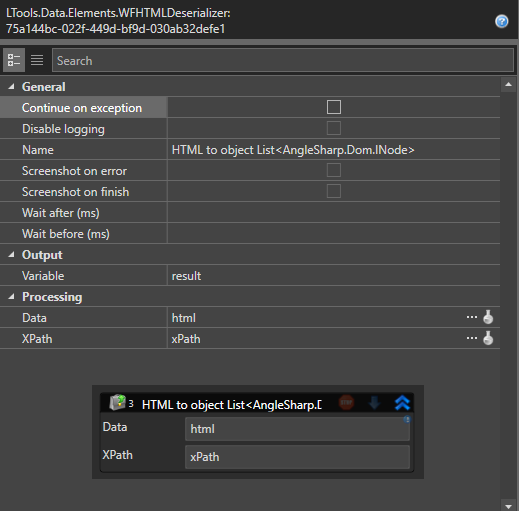 LTools.Data.Elements.WFHTMLDeserializer:
75a144bc-022f-449d-bf9d-030ab32defe1
?
Search
General
Continue on exception
Disable logging
Name HTML to object List<AngleSharp.Dom.INode>
Screenshot on error
Screenshot on finish
Wait after (ms)
Wait before (ms)
Output
Variable result
Processing
Data html ...
XPath xPath ...
3 HTML to object List<AngleSharp.D STOP
Data html
XPath xPath